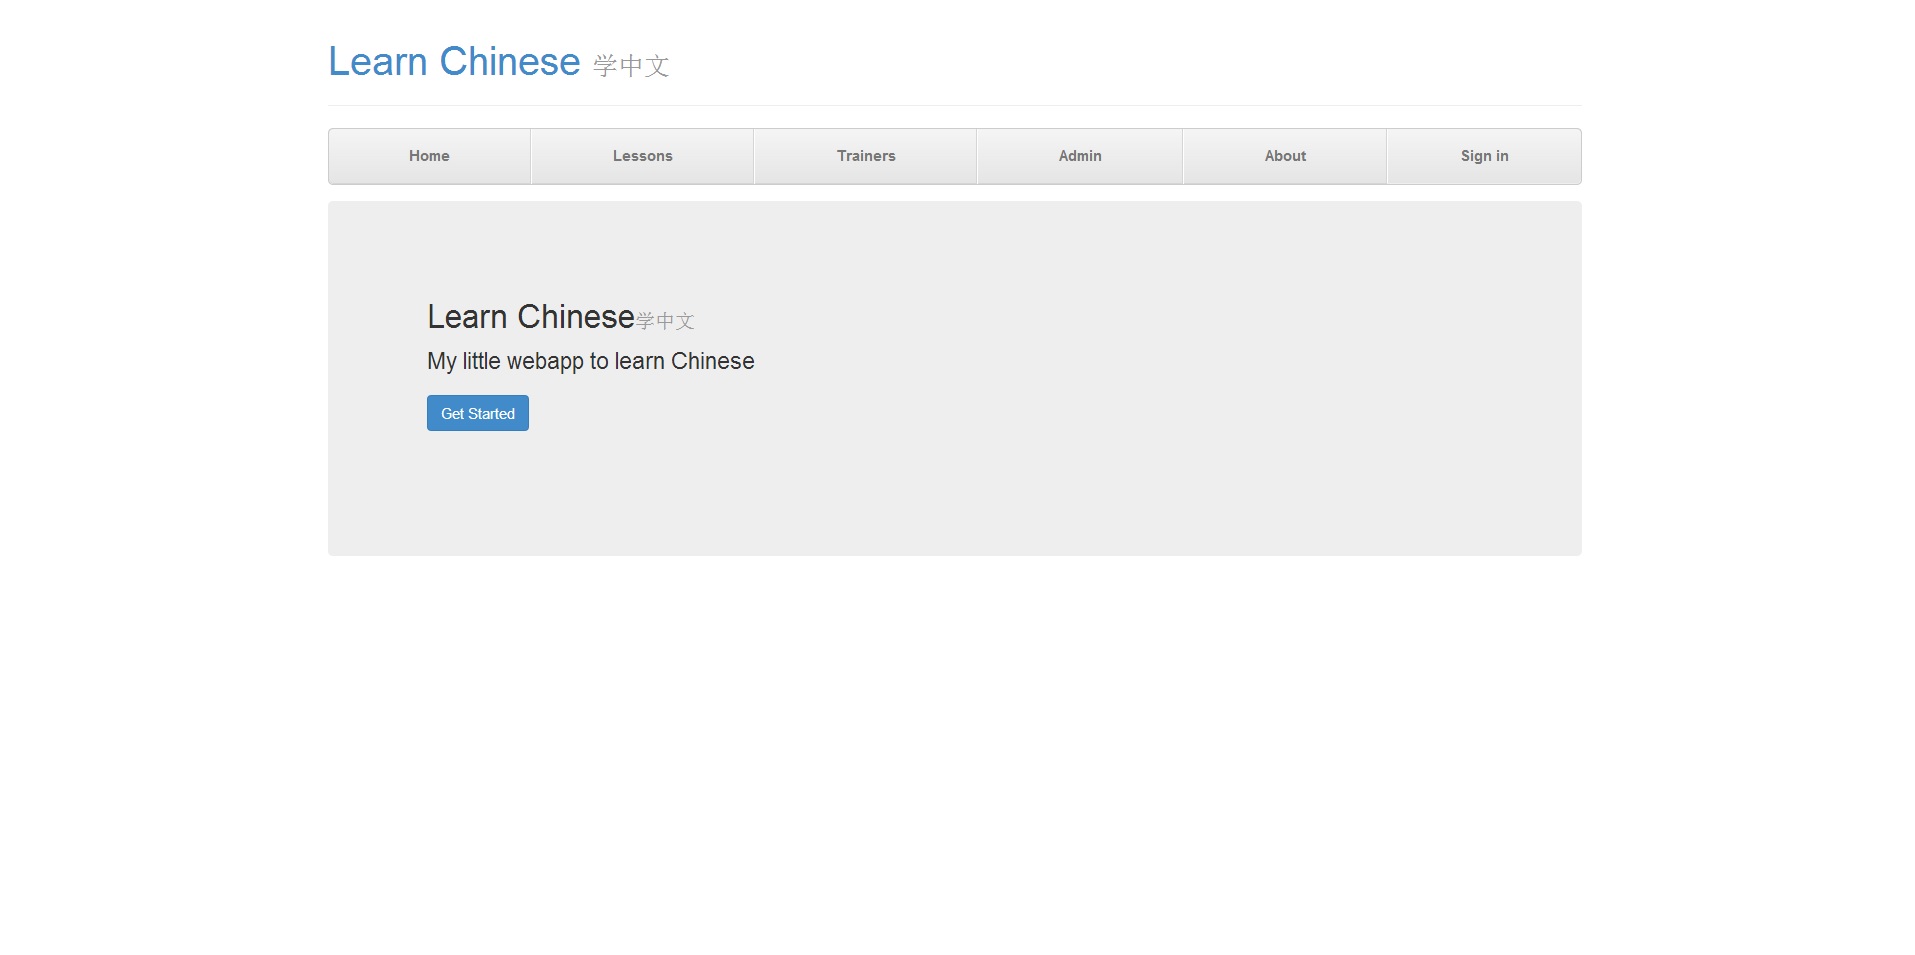 Learn Chinese 学中文
Home Lessons Trainers Admin About Sign in
Learn Chinese学中文
My little webapp to learn Chinese
Get Started